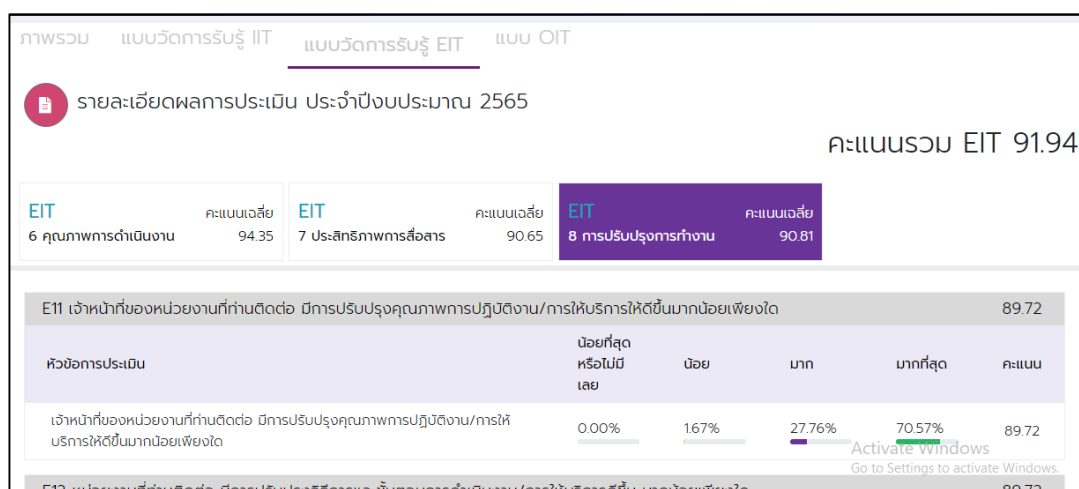 ภาพรวม แบบวัดการรับรู้ IIT แบบวัดการรับรู้ EIT แบบ OIT
รายละเอียดผลการประเมิน ประจำปีงบประมาณ 2565
คะแนนรวม EIT 91.94
EIT คะแนนเฉลี่ย EIT คะแนนเฉลี่ย EIT คะแนนเฉลี่ย
6 คุณภาพการดำเนินงาน 94.35 7 ประสิทธิภาพการสื่อสาร 90.65 8 การปรับปรุงการทำงาน 90.81
E11 เจ้าหน้าที่ของหน่วยงานที่ท่านติดต่อ มีการปรับปรุงคุณภาพการปฏิบัติงาน/การให้บริการให้ดีขึ้นมากน้อยเพียงใด 89.72
น้อยที่สุด
หัวข้อการประเมิน หรือไม่มี น้อย มาก มากที่สุด คะแนน
เลย
เจ้าหน้าที่ของหน่วยงานที่ท่านติดต่อ มีการปรับปรุงคุณภาพการปฏิบัติงาน/การให้
บริการให้ดีขึ้นมากน้อยเพียงใด 0.00% 1.67% 27.76% 70.57% 89.72
Activate Windows
Go to Settings to activate Windows.